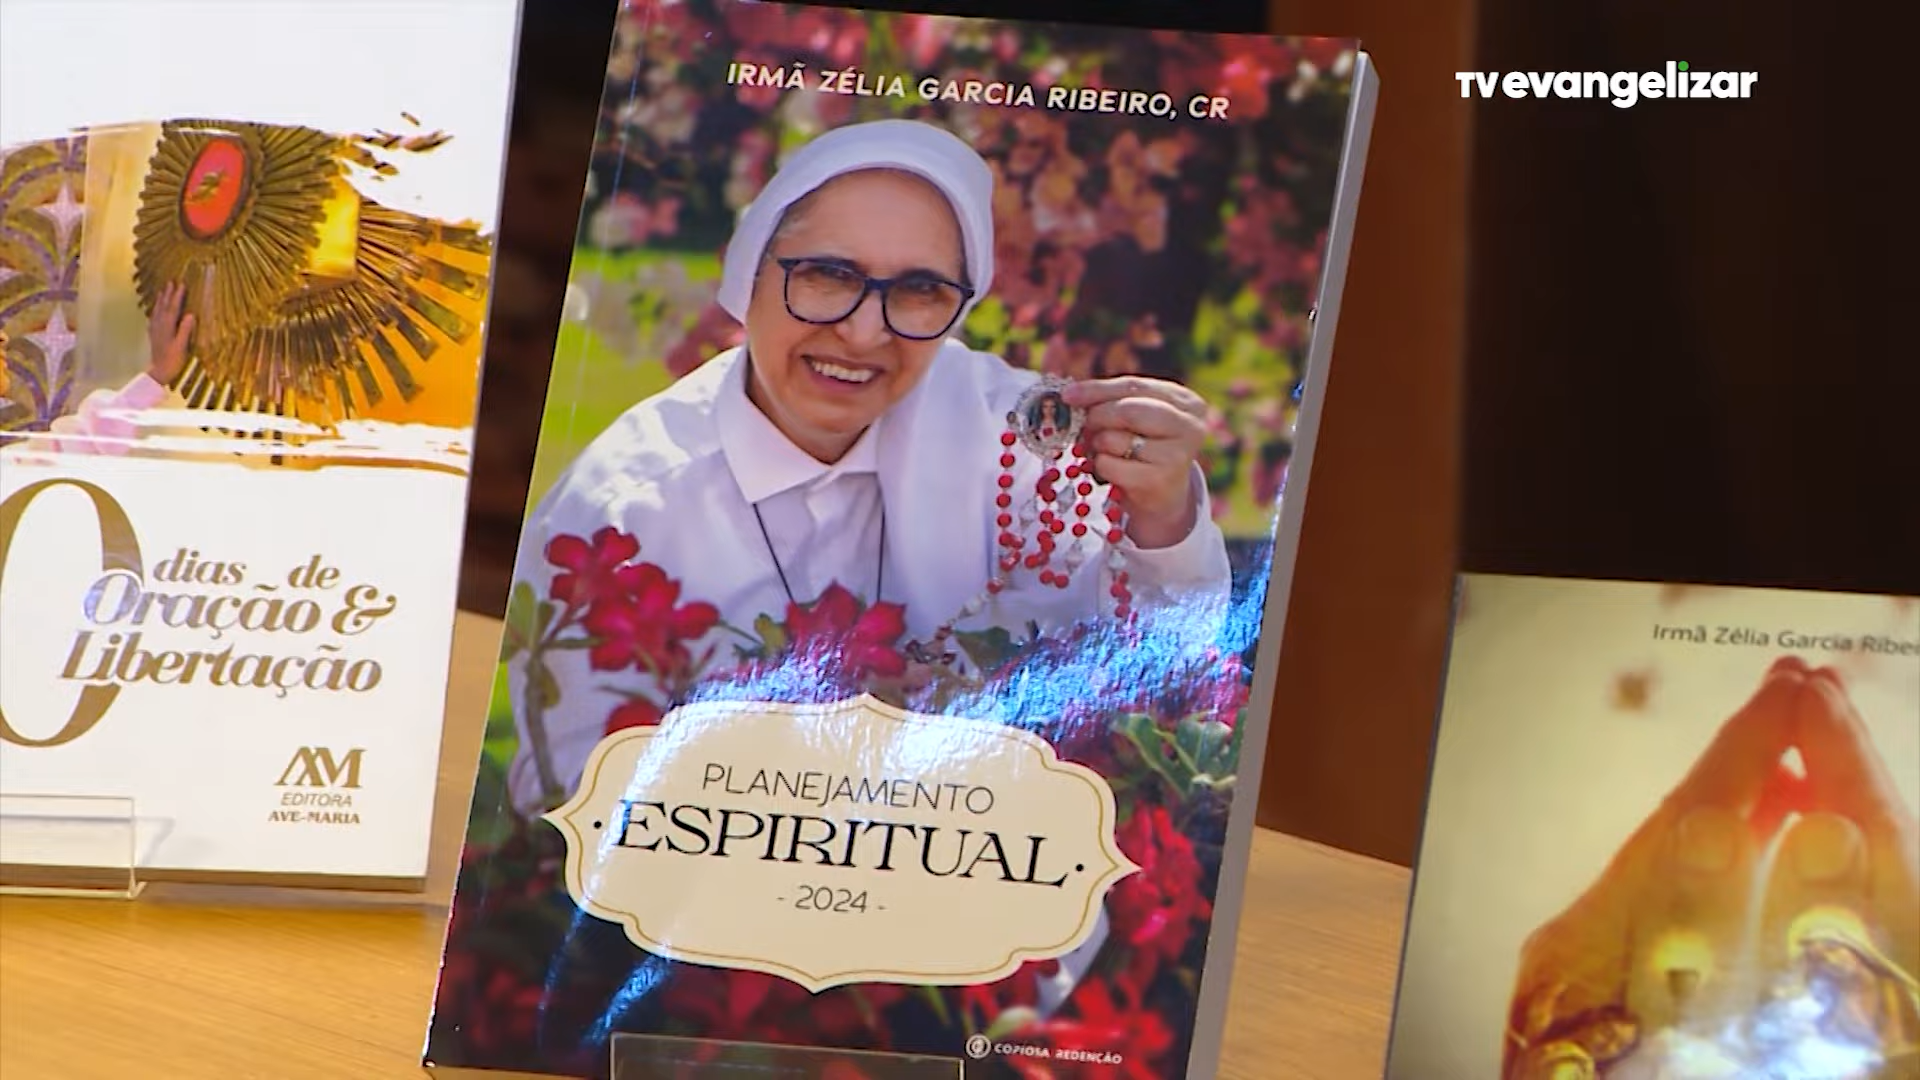 IRMÃ ZÉLIA GARCIA RIBEIRO, CR
TVevangelizar
dias de
Oração &
Libertação
AM
EDITORA
AVE-MARIA
PLANEJAMENTO
·ESPIRITUAL·
- 2024 -
COPIOSA REDENÇÃO
Irmã Zélia Garcia